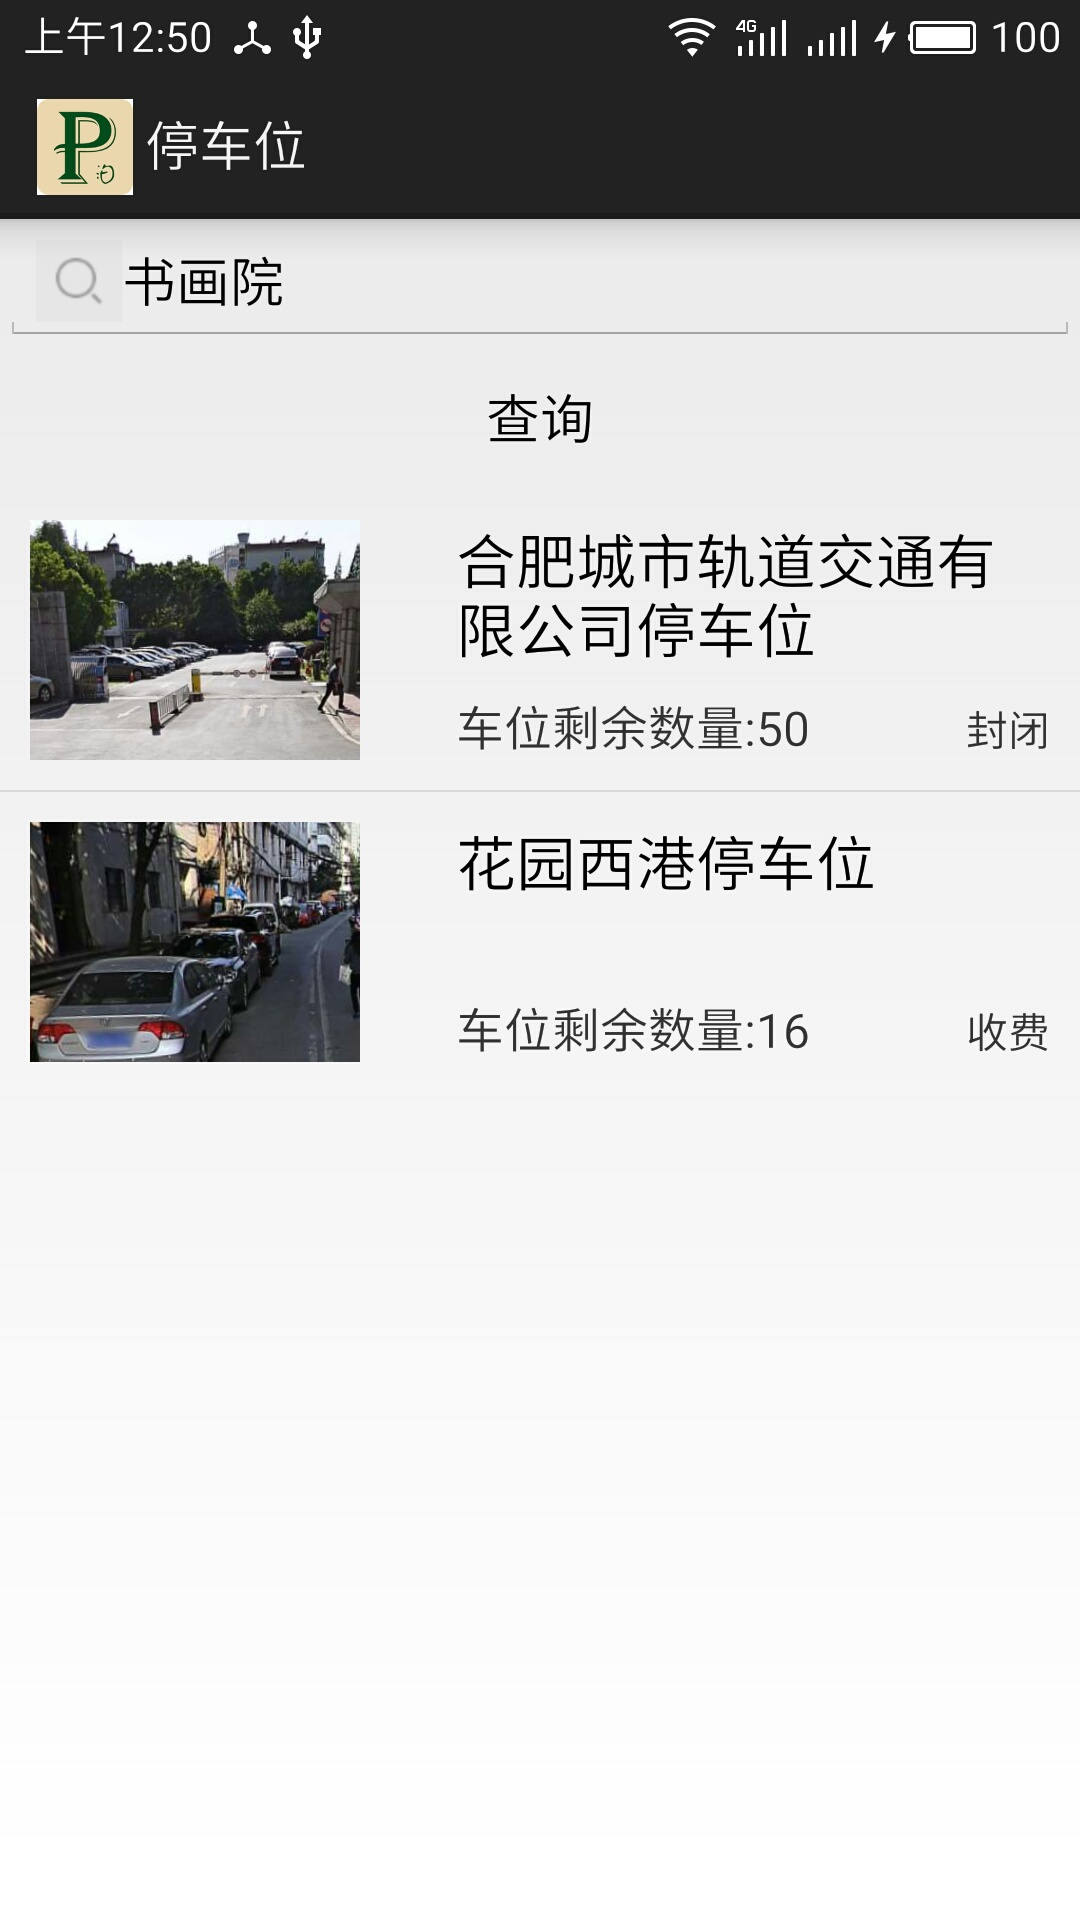 上午12:50
4G
100
P
泊
停车位
书画院
查询
合肥城市轨道交通有
限公司停车位
车位剩余数量:50
封闭
花园西港停车位
车位剩余数量:16
收费